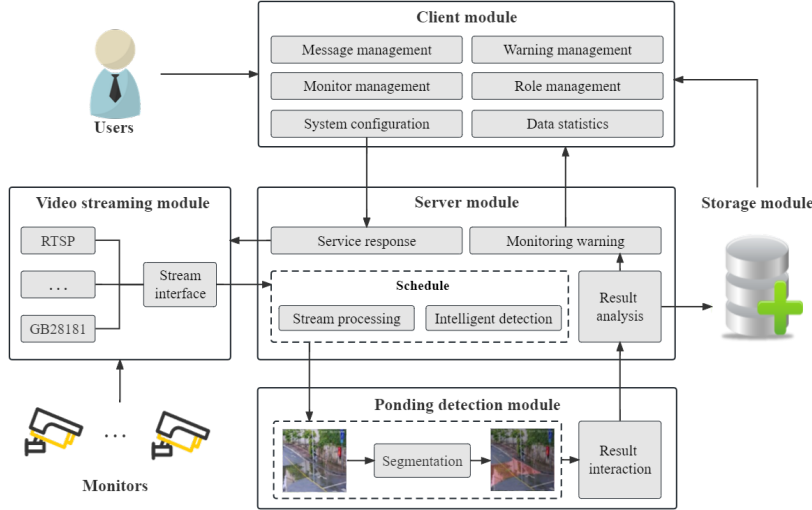 Client module
Message management
Warning management
Monitor management
Role management
System configuration
Data statistics
Users
Video streaming module
RTSP
...
GB28181
Stream
interface
Server module
Service response
Monitoring warning
Schedule
Stream processing
Intelligent detection
Result
analysis
Storage module
Ponding detection module
Segmentation
Result
interaction
...
Monitors